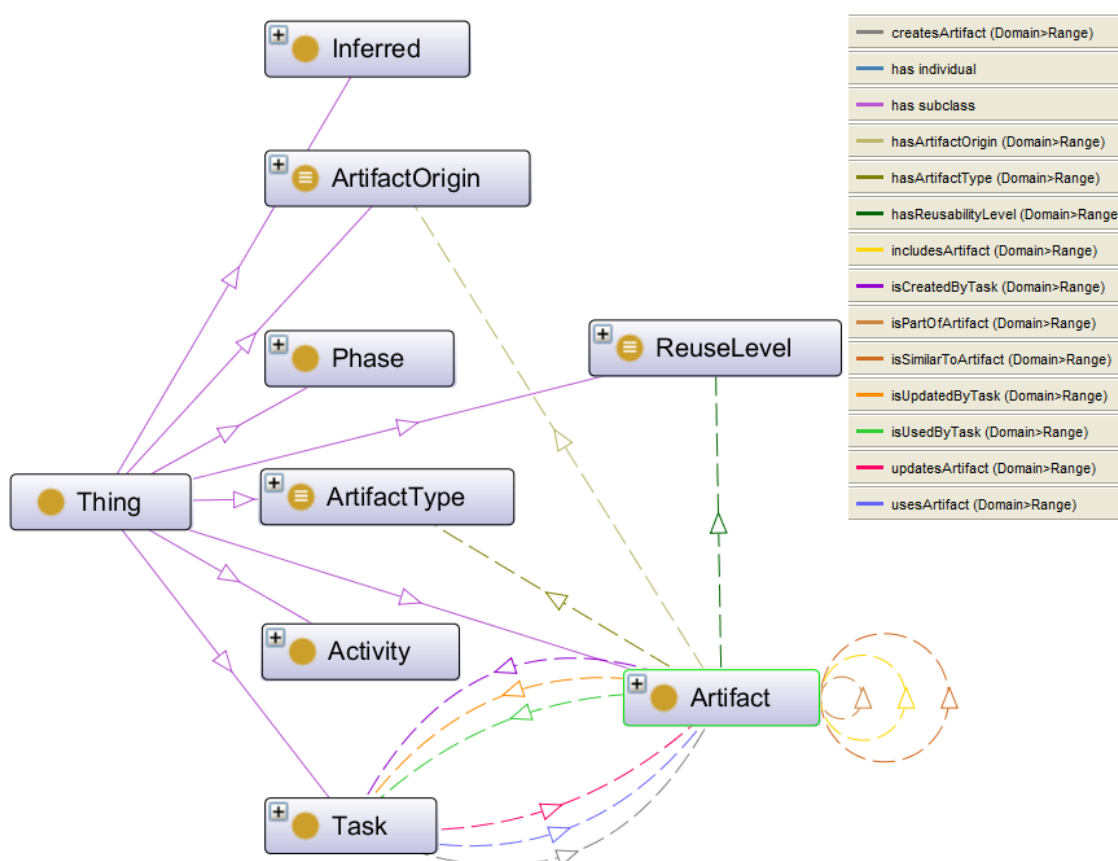 Inferred
ArtifactOrigin
Phase
ReuseLevel
Thing
ArtifactType
Activity
Artifact
Task
createsArtifact (Domain>Range)
has individual
has subclass
hasArtifactOrigin (Domain>Range)
hasArtifactType (Domain>Range)
hasReusabilityLevel (Domain>Range
includesArtifact (Domain>Range)
isCreatedByTask (Domain>Range)
isPartOfArtifact (Domain>Range)
isSimilarToArtifact (Domain>Range)
isUpdatedByTask (Domain>Range)
isUsedByTask (Domain>Range)
updatesArtifact (Domain>Range)
usesArtifact (Domain>Range)